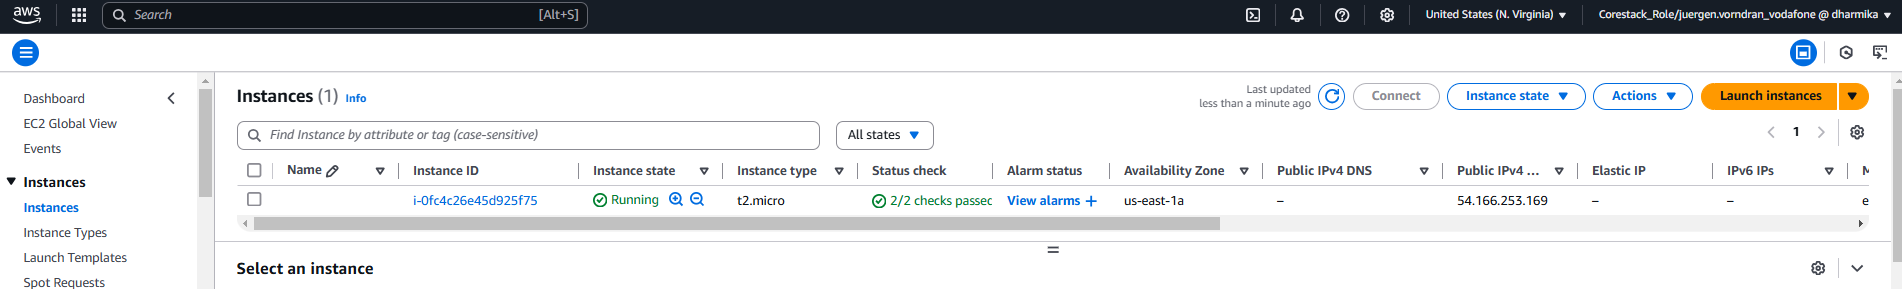 aws Search [Alt+S] United States (N. Virginia) Corestack_Role/juergen.vorndran_vodafone @ dharmika
Dashboard
EC2 Global View
Events
Instances
Instances
Instance Types
Launch Templates
Spot Requests
Instances (1) Info
Last updated
less than a minute ago
Connect Instance state Actions Launch instances
Find Instance by attribute or tag (case-sensitive) All states 1
Name Instance ID Instance state Instance type Status check Alarm status Availability Zone Public IPv4 DNS Public IPv4 ... Elastic IP IPv6 IPs M
i-0fc4c26e45d925f75 Running t2.micro 2/2 checks passec View alarms + us-east-1a – 54.166.253.169 – – e
Select an instance